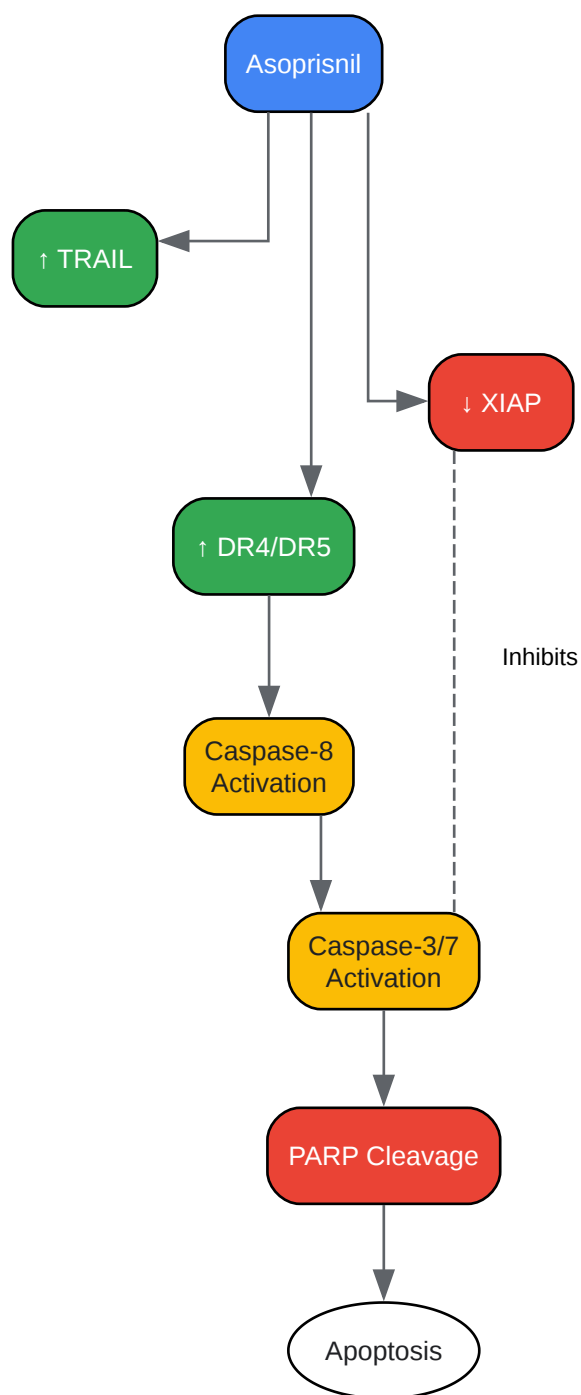 Asoprisnil
↑ TRAIL
↓ XIAP
↑ DR4/DR5
Inhibits
Caspase-8
Activation
Caspase-3/7
Activation
PARP Cleavage
Apoptosis